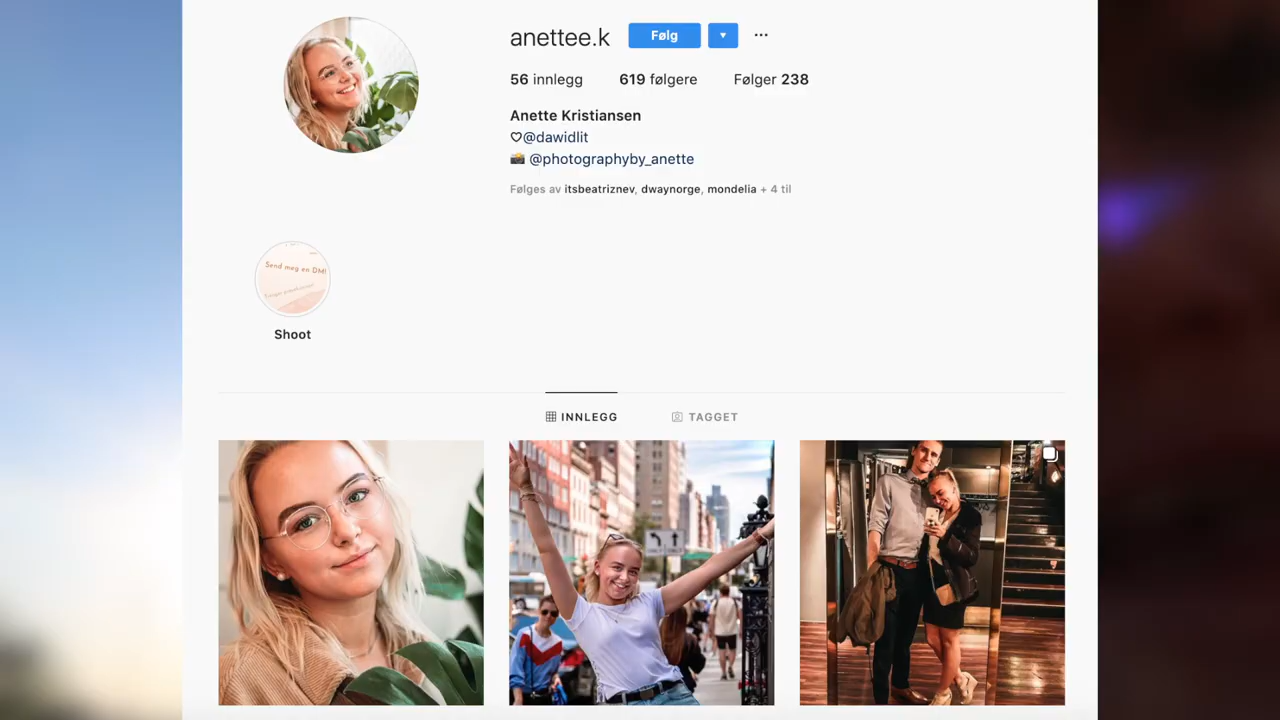 anettee.k Følg ▼ ...
56 innlegg 619 følgere Følger 238
Anette Kristiansen
♡@dawidlit
📸 @photographyby_anette
Følges av itsbeatriznev, dwaynorge, mondelia + 4 til
Send meg en DM!
Shoot
INNLEGG TAGGET
ONLY